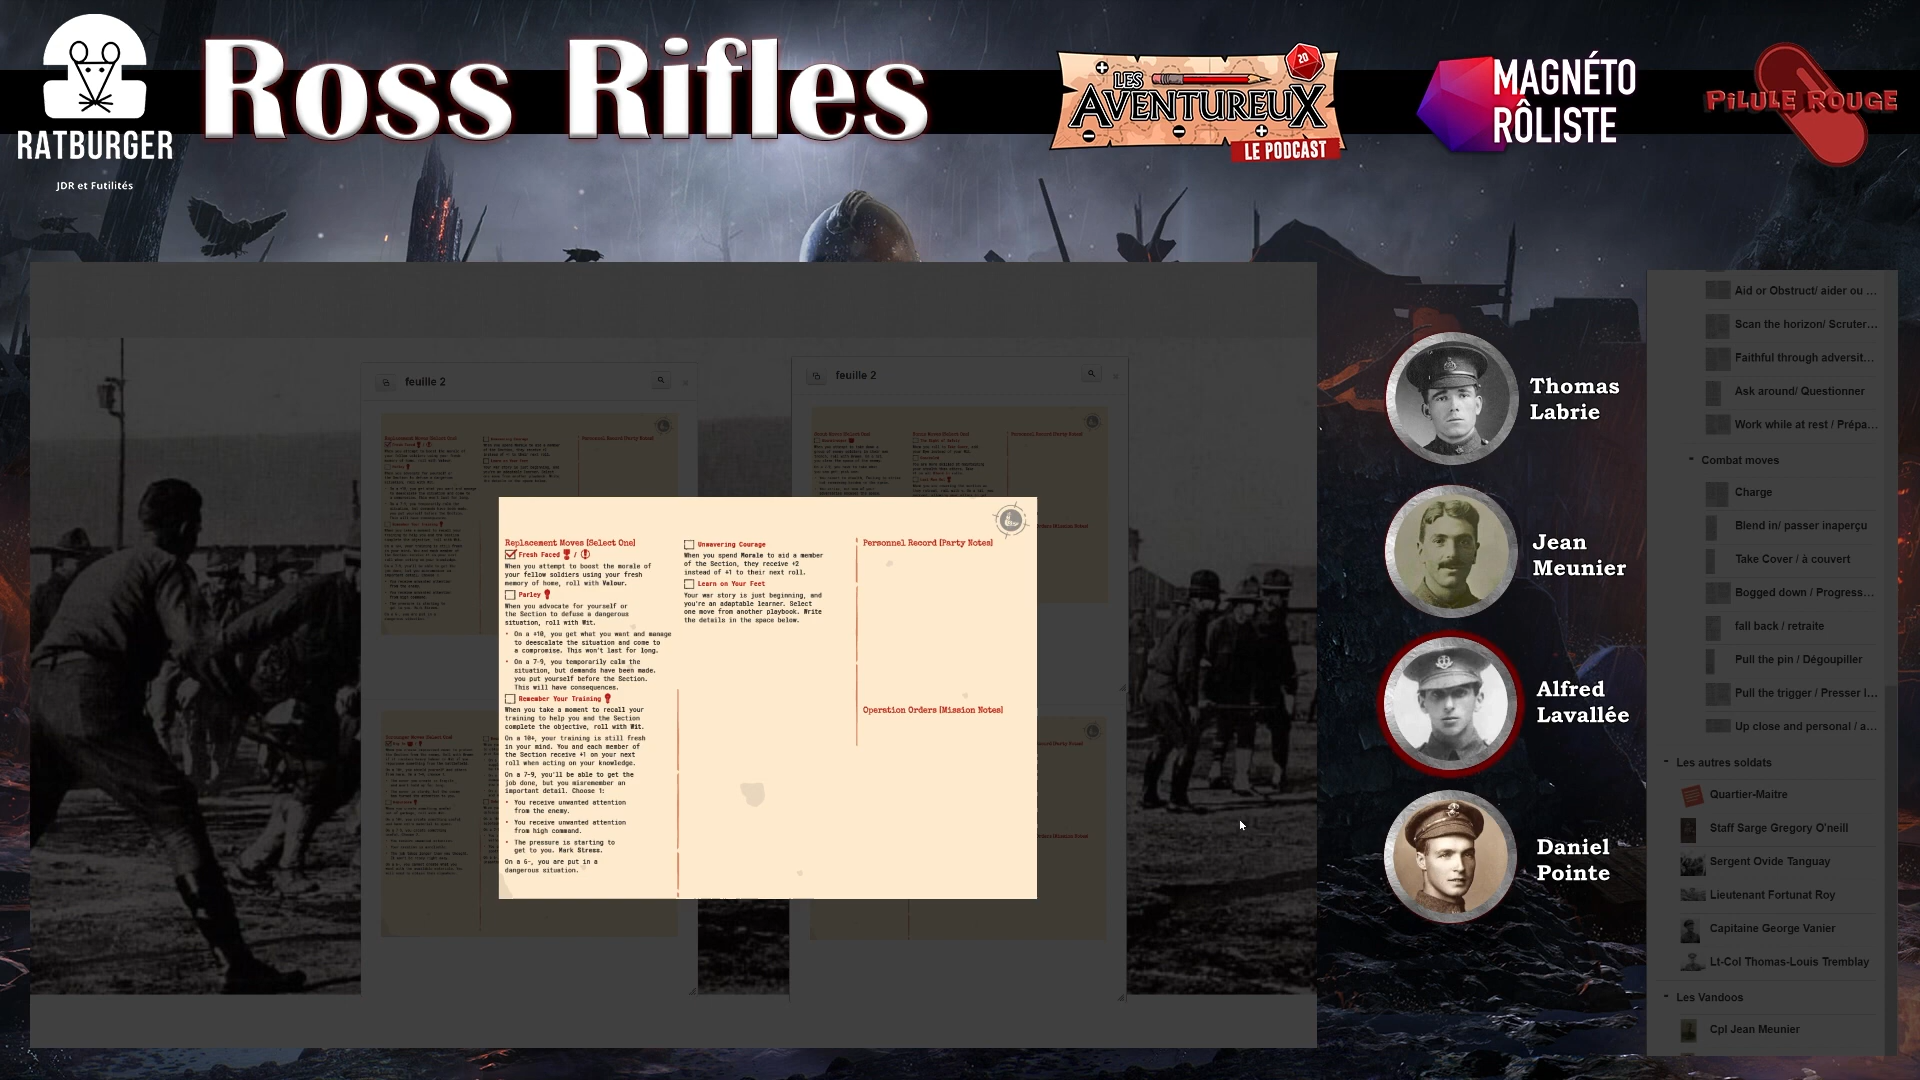 RATBURGER
JDR et Futilités
Ross Rifles
LES
AVENTUREUX
LE PODCAST
20
MAGNÉTO
RÔLISTE
PILULE ROUGE
feuille 2
feuille 2
Replacement Moves [Select One]
Fresh Faced /
When you attempt to boost the morale of
your fellow soldiers using your fresh
memory of home, roll with Valour.
Parley
When you advocate for yourself or
the Section to defuse a dangerous
situation, roll with Wit.
• On a +10, you get what you want and manage
to deescalate the situation and come to
a compromise. This won't last for long.
• On a 7-9, you temporarily calm the
situation, but demands have been made.
you put yourself before the Section.
This will have consequences.
Remember Your Training
When you take a moment to recall your
training to help you and the Section
complete the objective, roll with Wit.
On a 10+, your training is still fresh
in your mind. You and each member of
the Section receive +1 on your next
roll when acting on your knowledge.
On a 7-9, you'll be able to get the
job done, but you misremember an
important detail. Choose 1:
• You receive unwanted attention
from the enemy.
• You receive unwanted attention
from high command.
• The pressure is starting to
get to you. Mark Stress.
On a 6-, you are put in a
dangerous situation.
Unwavering Courage
When you spend Morale to aid a member
of the Section, they receive +2
instead of +1 to their next roll.
Learn on Your Feet
Your war story is just beginning, and
you're an adaptable learner. Select
one move from another playbook. Write
the details in the space below.
Personnel Record [Party Notes]
Operation Orders [Mission Notes]
Thomas
Labrie
Jean
Meunier
Alfred
Lavallée
Daniel
Pointe
Aid or Obstruct/ aider ou ...
Scan the horizon/ Scruter...
Faithful through adversit...
Ask around/ Questionner
Work while at rest / Prépa...
Combat moves
Charge
Blend in/ passer inaperçu
Take Cover / à couvert
Bogged down / Progress...
fall back / retraite
Pull the pin / Dégoupiller
Pull the trigger / Presser l...
Up close and personal / a...
Les autres soldats
Quartier-Maitre
Staff Sarge Gregory O'neill
Sergent Ovide Tanguay
Lieutenant Fortunat Roy
Capitaine George Vanier
Lt-Col Thomas-Louis Tremblay
Les Vandoos
Cpl Jean Meunier